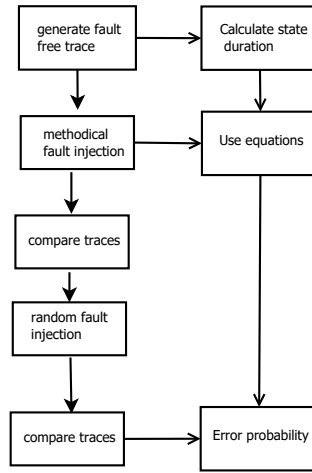 generate fault
free trace
Calculate state
duration
methodical
fault injection
Use equations
compare traces
random fault
injection
compare traces
Error probability